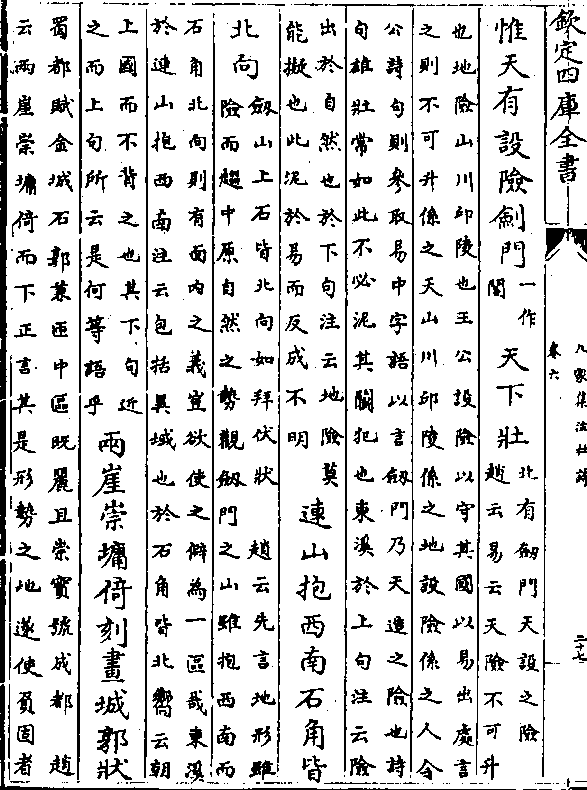 欽定四庫全書
九家集注杜詩
卷六
二十七
惟天有設險劍門
一作
閣
天下壯
北有劍門天設之險
趙云易云天險不可升
也地險山川邱陵也王公設險以守其國以易出處言
之則不可升係之天山川邱陵係之地設險係之人今
公詩句則參取易中字語以言劍門乃天造之險也詩
句雄壯常如此不必泥其闗犯也東溪於上句注云險
出於自然也於下句注云地險莫
能擬也此泥於易而反成不明
連山抱西南石角皆
北向
劍山上石皆北向如拜伏狀 趙云先言地形雖
險而趨中原自然之勢觀劍門之山雖抱西南而
石角北向則有面内之義宣欲使之僻為一區哉東溪
於連山抱西南注云包括異域也於石角皆北嚮云朝
上國而不背之也其下句近
之而上句所云是何等語乎
兩崖崇墉倚刻畫城郭狀
蜀都賦金城石郭兼匝中區既麗且崇實號成都 趙
云兩崖崇墉倚而下正言其是形勢之地遂使負固者